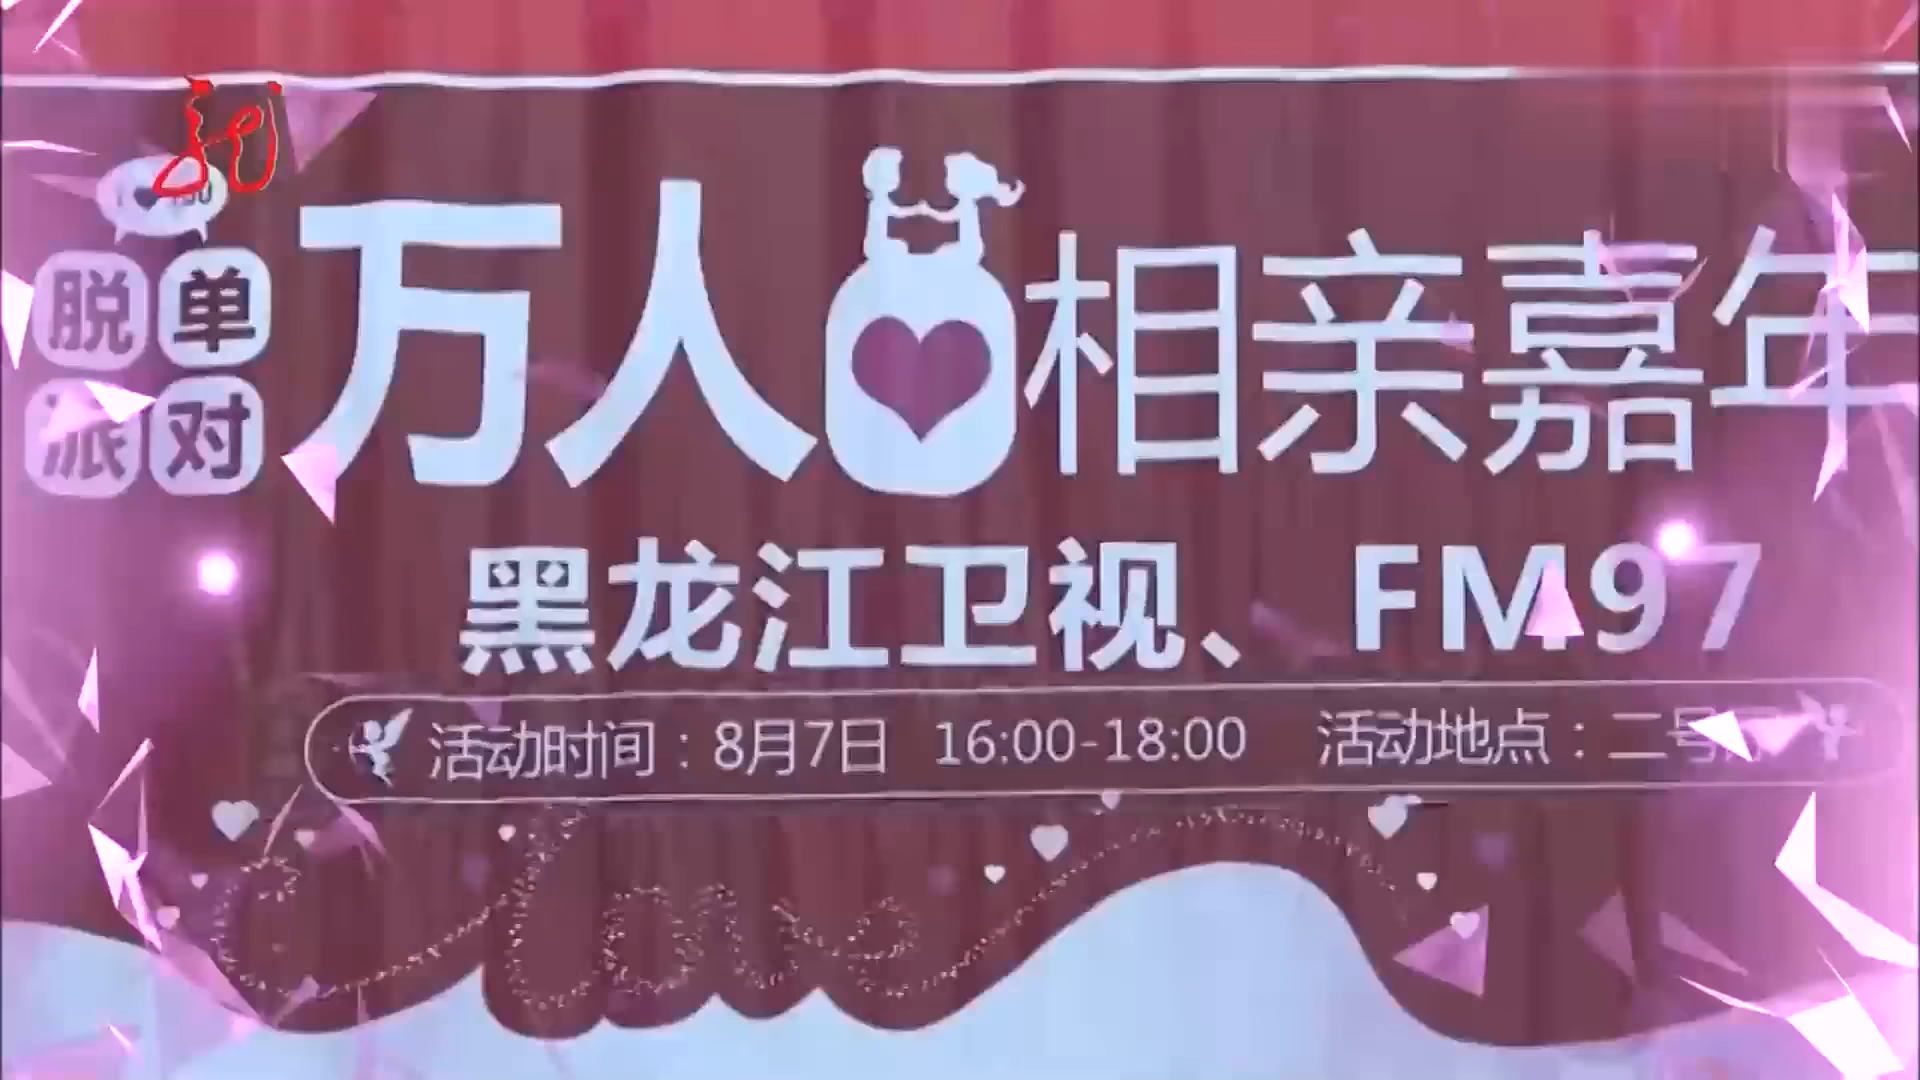 脱单
派对
万人相亲嘉年
黑龙江卫视、FM97
活动时间：8月7日 16:00-18:00 活动地点：二号
Love